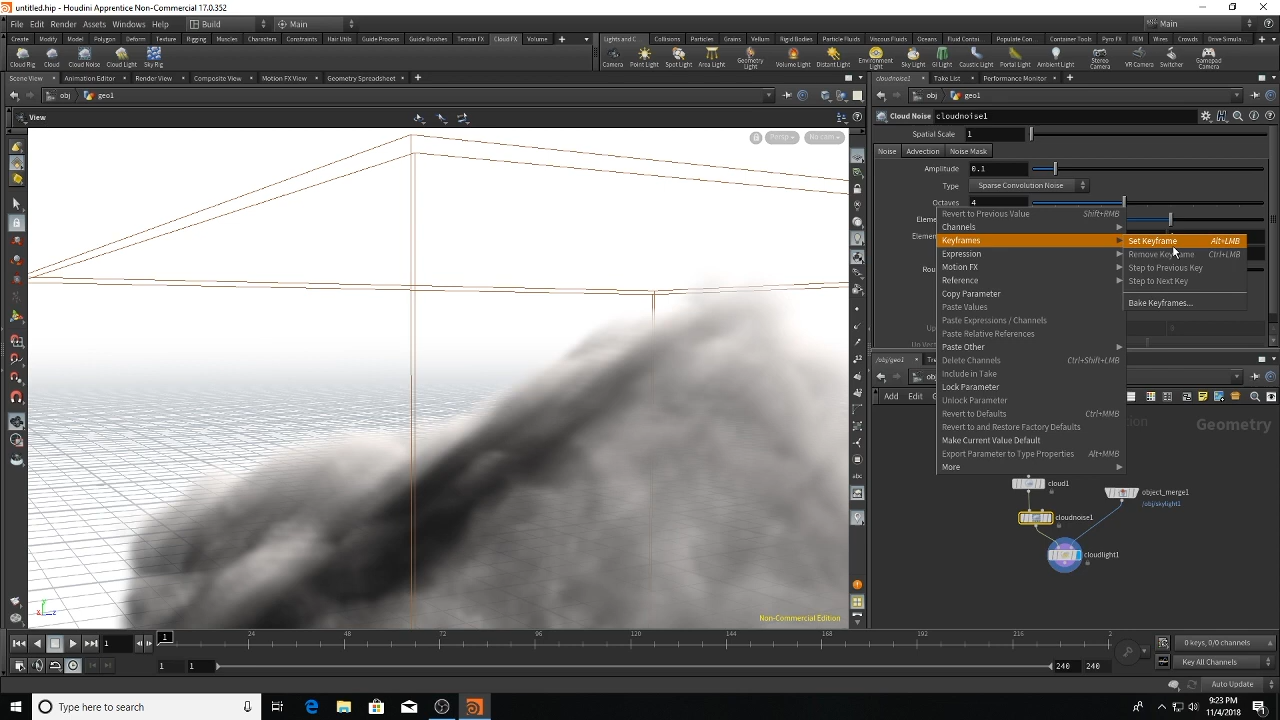 untitled.hip - Houdini Apprentice Non-Commercial 17.0.352
File Edit Render Assets Windows Help Build Main Main
Create Modify Model Polygon Deform Texture Rigging Muscles Characters Constraints Hair Utils Guide Process Guide Brushes Terrain FX Cloud FX Volume
Lights and C... Collisions Particles Grains Vellum Rigid Bodies Particle Fluids Viscous Fluids Oceans Fluid Contai... Populate Con... Container Tools Pyro FX FEM Wires Crowds Drive Simula...
Cloud Rig Cloud Cloud Noise Cloud Light Sky Rig
Camera Point Light Spot Light Area Light Geometry Light Volume Light Distant Light Environment Light Sky Light GI Light Caustic Light Portal Light Ambient Light Stereo Camera VR Camera Switcher Gamepad Camera
Scene View Animation Editor Render View Composite View Motion FX View Geometry Spreadsheet
cloudnoise1 Take List Performance Monitor
obj geo1
obj geo1
View
Cloud Noise cloudnoise1
Persp No cam
Spatial Scale 1
Noise Advection Noise Mask
Amplitude 0.1
Type Sparse Convolution Noise
Octaves 4
Revert to Previous Value Shift+RMB
Channels
Keyframes
Expression
Motion FX
Reference
Copy Parameter
Paste Values
Paste Expressions / Channels
Paste Relative References
Paste Other
Delete Channels Ctrl+Shift+LMB
Include in Take
Lock Parameter
Unlock Parameter
Revert to Defaults Ctrl+MMB
Revert to and Restore Factory Defaults
Make Current Value Default
Export Parameter to Type Properties Alt+MMB
More
Set Keyframe Alt+LMB
Remove Keyframe Ctrl+LMB
Step to Previous Key
Step to Next Key
Bake Keyframes...
/obj/geo1
Add Edit
Geometry
cloud1
object_merge1
/obj/skylight1
cloudnoise1
cloudlight1
abc
Non-Commercial Edition
1 1 24 48 72 96 120 144 168 192 216 2
0 keys, 0/0 channels
1 1 240 240
Key All Channels
Auto Update
Type here to search
9:23 PM
11/4/2018